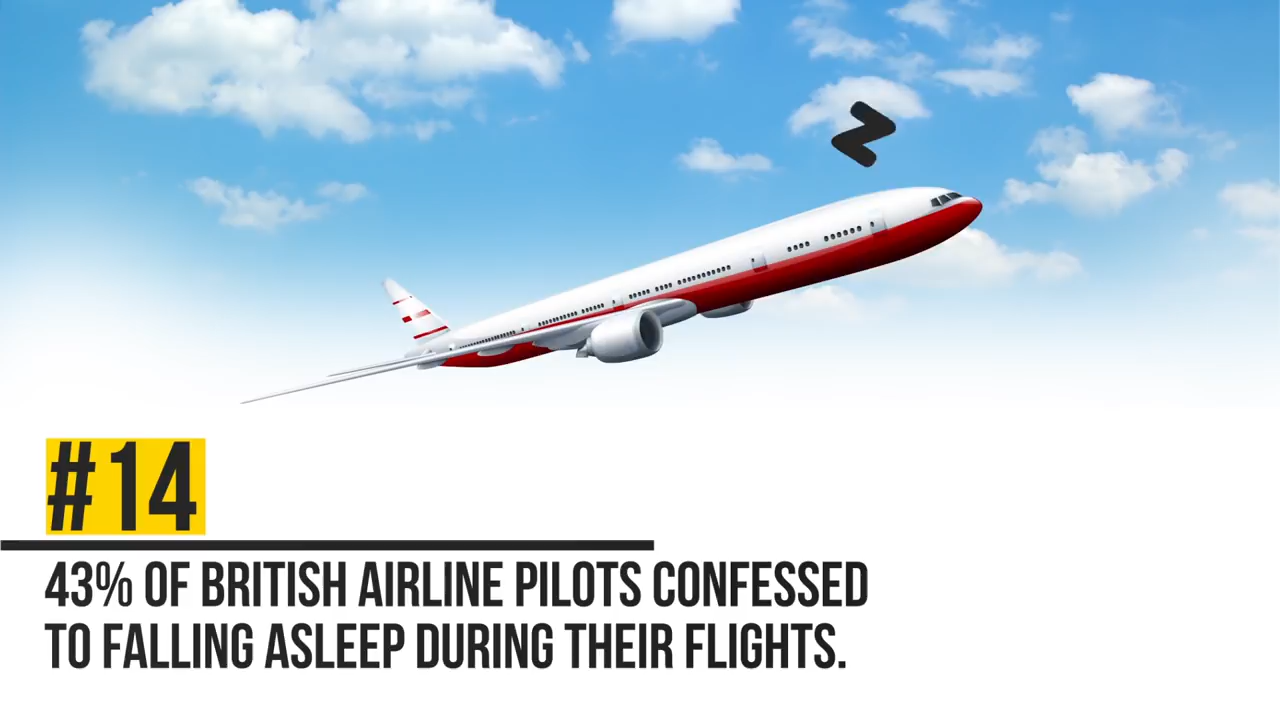 Z
#14
43% OF BRITISH AIRLINE PILOTS CONFESSED
TO FALLING ASLEEP DURING THEIR FLIGHTS.